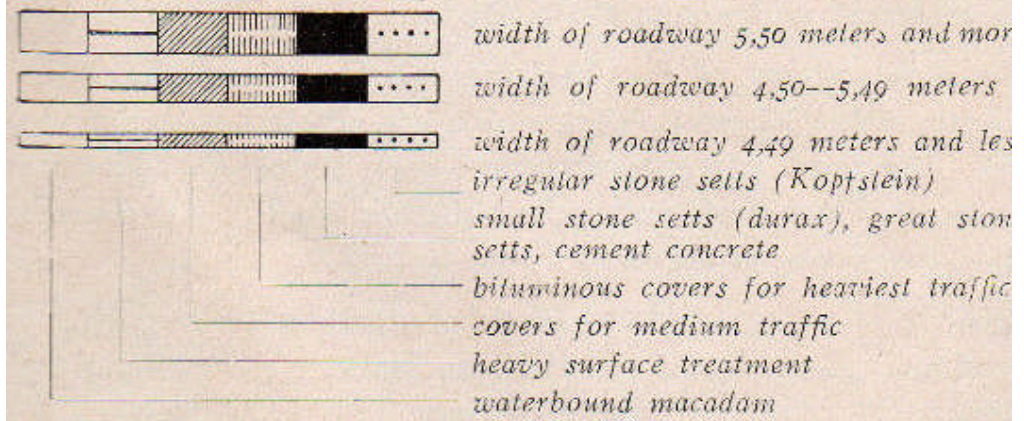 width of roadway 5,50 meters and mor
width of roadway 4,50--5,49 meters
width of roadway 4,49 meters and les
irregular stone setts (Kopfstein)
small stone setts (durax), great ston
setts, cement concrete
bituminous covers for heaviest traffic
covers for medium traffic
heavy surface treatment
waterbound macadam